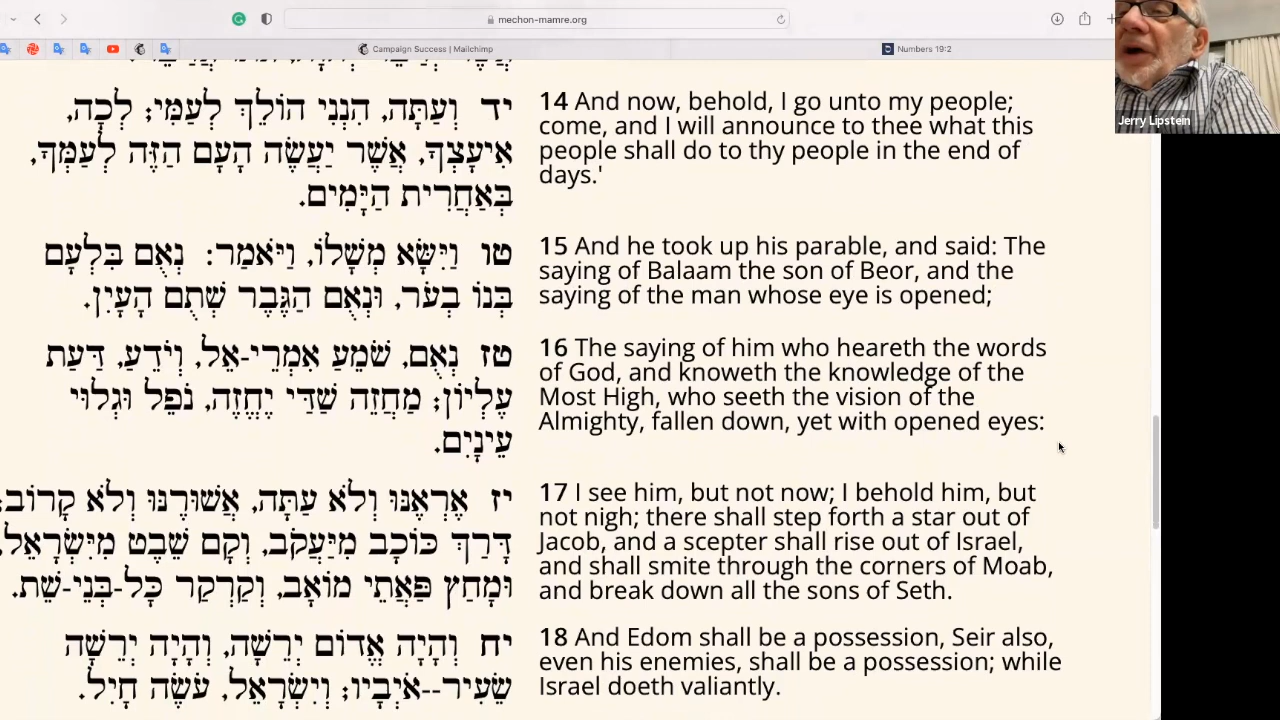 mechon-mamre.org
Campaign Success | Mailchimp
Numbers 19:2
Jerry Lipstein
יד וְעַתָּה, הִנְנִי הוֹלֵךְ לְעַמִּי; לְכָה,
אִיעָצְךָ, אֲשֶׁר יַעֲשֶׂה הָעָם הַזֶּה לְעַמְּךָ,
בְּאַחֲרִית הַיָּמִים.
14 And now, behold, I go unto my people;
come, and I will announce to thee what this
people shall do to thy people in the end of
days.'
טו וַיִּשָּׂא מְשָׁלוֹ, וַיֹּאמַר: נְאֻם בִּלְעָם
בְּנוֹ בְעֹר, וּנְאֻם הַגֶּבֶר שְׁתֻם הָעָיִן.
15 And he took up his parable, and said: The
saying of Balaam the son of Beor, and the
saying of the man whose eye is opened;
טז נְאֻם, שֹׁמֵעַ אִמְרֵי-אֵל, וְיֹדֵעַ, דַּעַת
עֶלְיוֹן; מַחֲזֵה שַׁדַּי יֶחֱזֶה, נֹפֵל וּגְלוּי
עֵינָיִם.
16 The saying of him who heareth the words
of God, and knoweth the knowledge of the
Most High, who seeth the vision of the
Almighty, fallen down, yet with opened eyes:
יז אֶרְאֶנּוּ וְלֹא עַתָּה, אֲשׁוּרֶנּוּ וְלֹא קָרוֹב;
דָּרַךְ כּוֹכָב מִיַּעֲקֹב, וְקָם שֵׁבֶט מִיִּשְׂרָאֵל,
וּמָחַץ פַּאֲתֵי מוֹאָב, וְקַרְקַר כָּל-בְּנֵי-שֵׁת.
17 I see him, but not now; I behold him, but
not nigh; there shall step forth a star out of
Jacob, and a scepter shall rise out of Israel,
and shall smite through the corners of Moab,
and break down all the sons of Seth.
יח וְהָיָה אֱדוֹם יְרֵשָׁה, וְהָיָה יְרֵשָׁה
שֵׂעִיר--אֹיְבָיו; וְיִשְׂרָאֵל, עֹשֶׂה חָיִל.
18 And Edom shall be a possession, Seir also,
even his enemies, shall be a possession; while
Israel doeth valiantly.